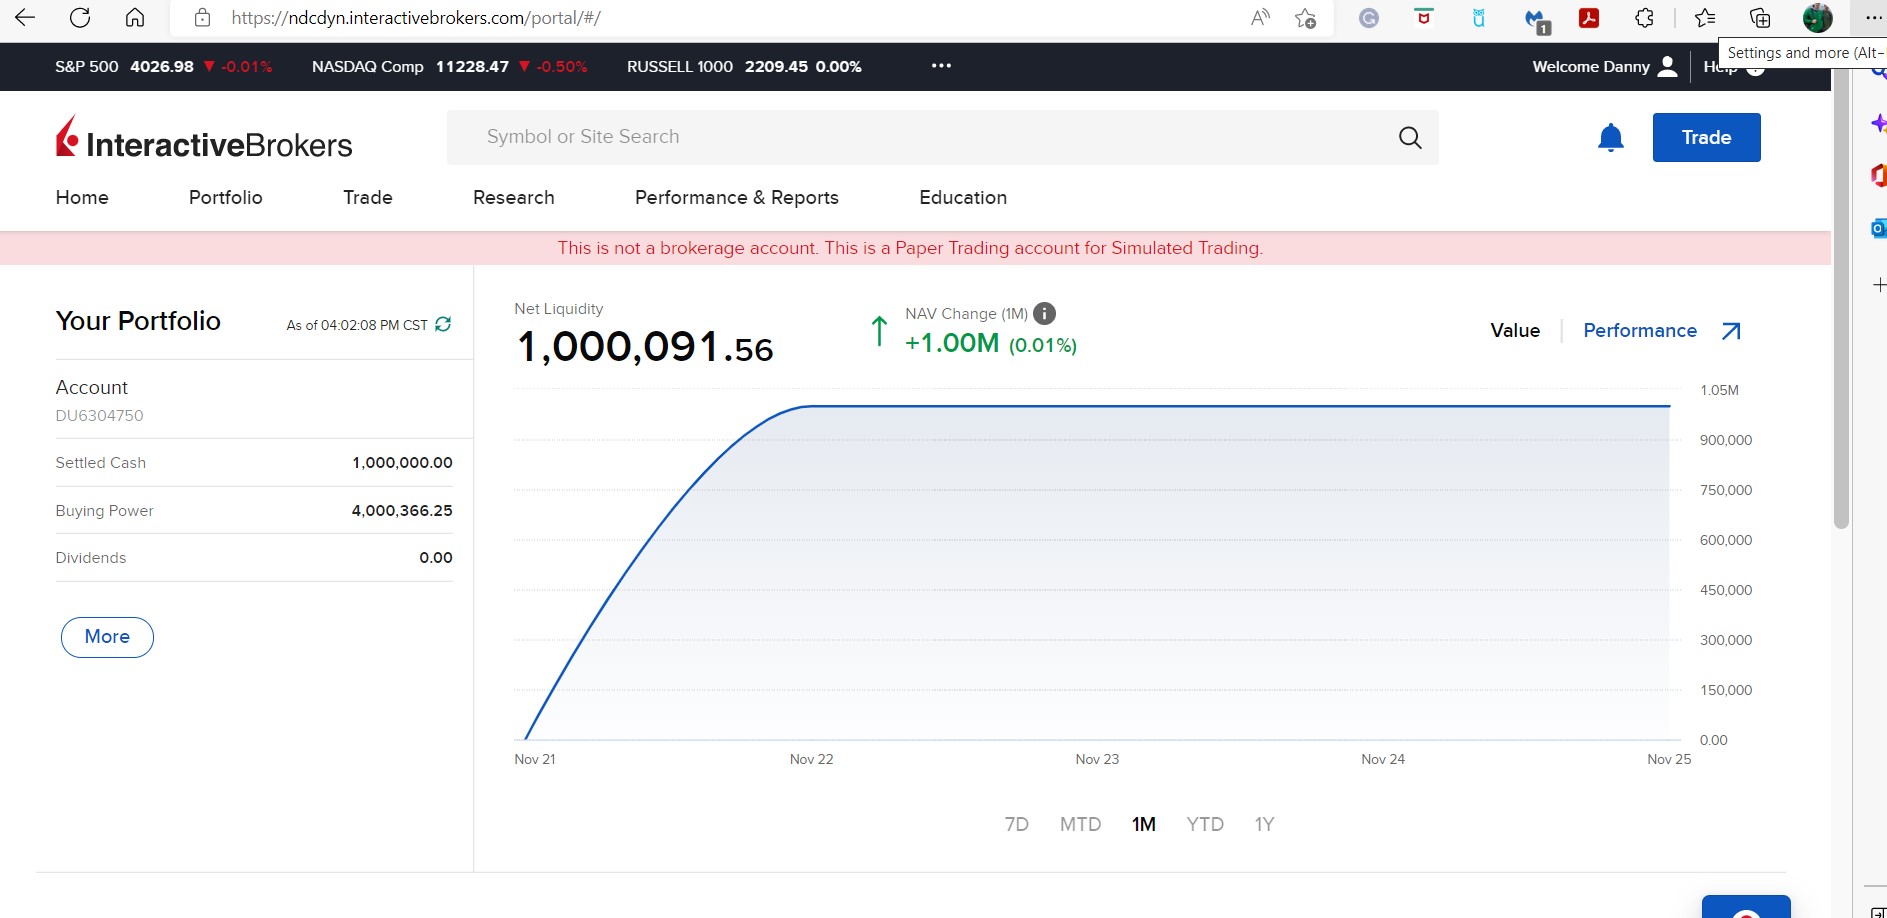 https://ndcdyn.interactivebrokers.com/portal/#/
1
Settings and more (Alt-
S&P 500 4026.98 ▼ -0.01% NASDAQ Comp 11228.47 ▼ -0.50% RUSSELL 1000 2209.45 0.00% ••• Welcome Danny
InteractiveBrokers
Symbol or Site Search
Trade
Home Portfolio Trade Research Performance & Reports Education
This is not a brokerage account. This is a Paper Trading account for Simulated Trading.
Your Portfolio As of 04:02:08 PM CST
Account
DU6304750
Settled Cash 1,000,000.00
Buying Power 4,000,366.25
Dividends 0.00
More
Net Liquidity
1,000,091.56
NAV Change (1M) i
+1.00M (0.01%)
Value Performance
1.05M
900,000
750,000
600,000
450,000
300,000
150,000
0.00
Nov 21 Nov 22 Nov 23 Nov 24 Nov 25
7D MTD 1M YTD 1Y